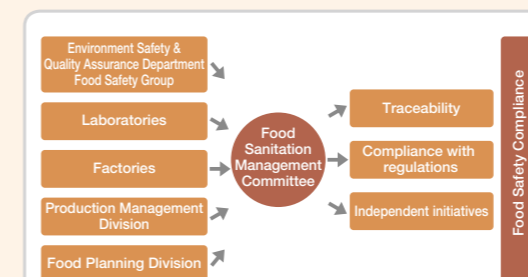 Environment Safety &
Quality Assurance Department
Food Safety Group
Laboratories
Factories
Production Management
Division
Food Planning Division
Food
Sanitation
Management
Committee
Traceability
Compliance with
regulations
Independent initiatives
Food Safety Compliance